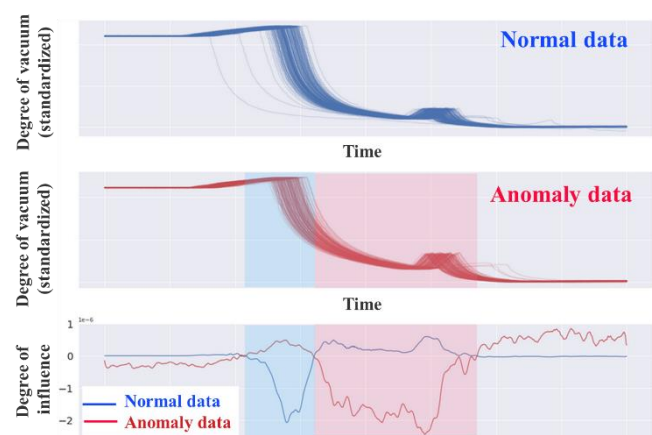 Degree of vacuum
(standardized)
Normal data
Time
Degree of vacuum
(standardized)
Anomaly data
Time
Degree of
influence
1e-6
1
0
−1
−2
Normal data
Anomaly data